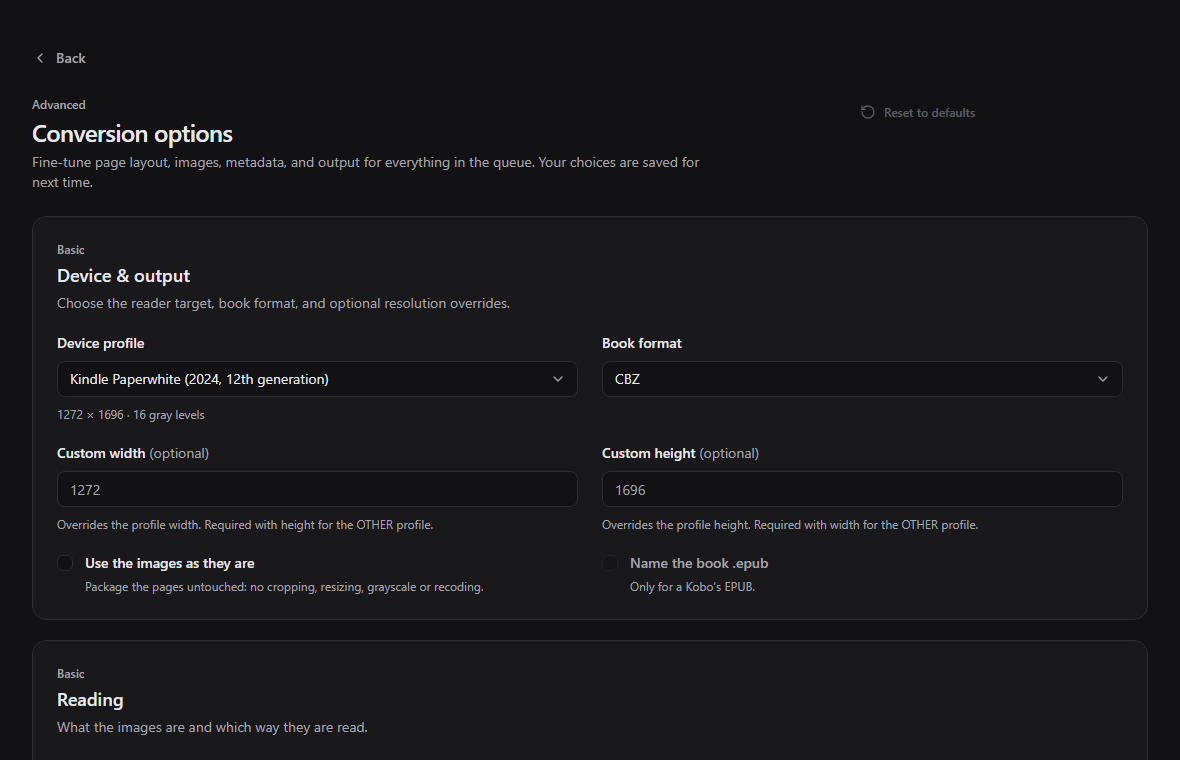 Back
Advanced
Reset to defaults
Conversion options
Fine-tune page layout, images, metadata, and output for everything in the queue. Your choices are saved for
next time.
Basic
Device & output
Choose the reader target, book format, and optional resolution overrides.
Device profile
Book format
Kindle Paperwhite (2024, 12th generation)
CBZ
1272 × 1696 · 16 gray levels
Custom width (optional)
Custom height (optional)
1272
1696
Overrides the profile width. Required with height for the OTHER profile.
Overrides the profile height. Required with width for the OTHER profile.
Use the images as they are
Name the book .epub
Package the pages untouched: no cropping, resizing, grayscale or recoding.
Only for a Kobo's EPUB.
Basic
Reading
What the images are and which way they are read.